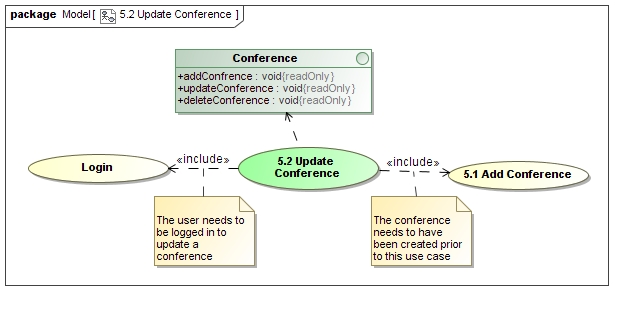 package Model[ 5.2 Update Conference ]
Conference
+addConfrence : void{readOnly}
+updateConference : void{readOnly}
+deleteConference : void{readOnly}
«include»
«include»
Login
5.2 Update
Conference
5.1 Add Conference
The user needs to
be logged in to
update a
conference
The conference
needs to have
been created prior
to this use case